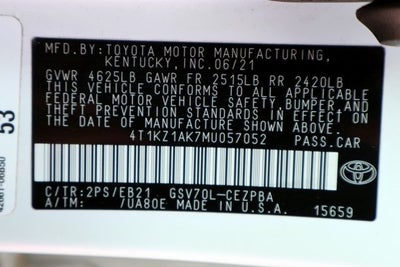 MFD.BY:TOYOTA MOTOR MANUFACTURING,
KENTUCKY,INC.06/21
GVWR 4625LB GAWR FR 2515LB RR 2420LB
THIS VEHICLE CONFORMS TO ALL APPLICABLE
FEDERAL MOTOR VEHICLE SAFETY, BUMPER,AND
THEFT PREVENTION STANDARDS IN EFFECT ON
THE DATE OF MANUFACTURE SHOWN ABOVE.
4T1KZ1AK7MU057052 PASS.CAR
C/TR:2PS/EB21 GSV70L-CEZPBA
A/TM: /UA80E MADE IN U.S.A. 15659
TOYOTA
53